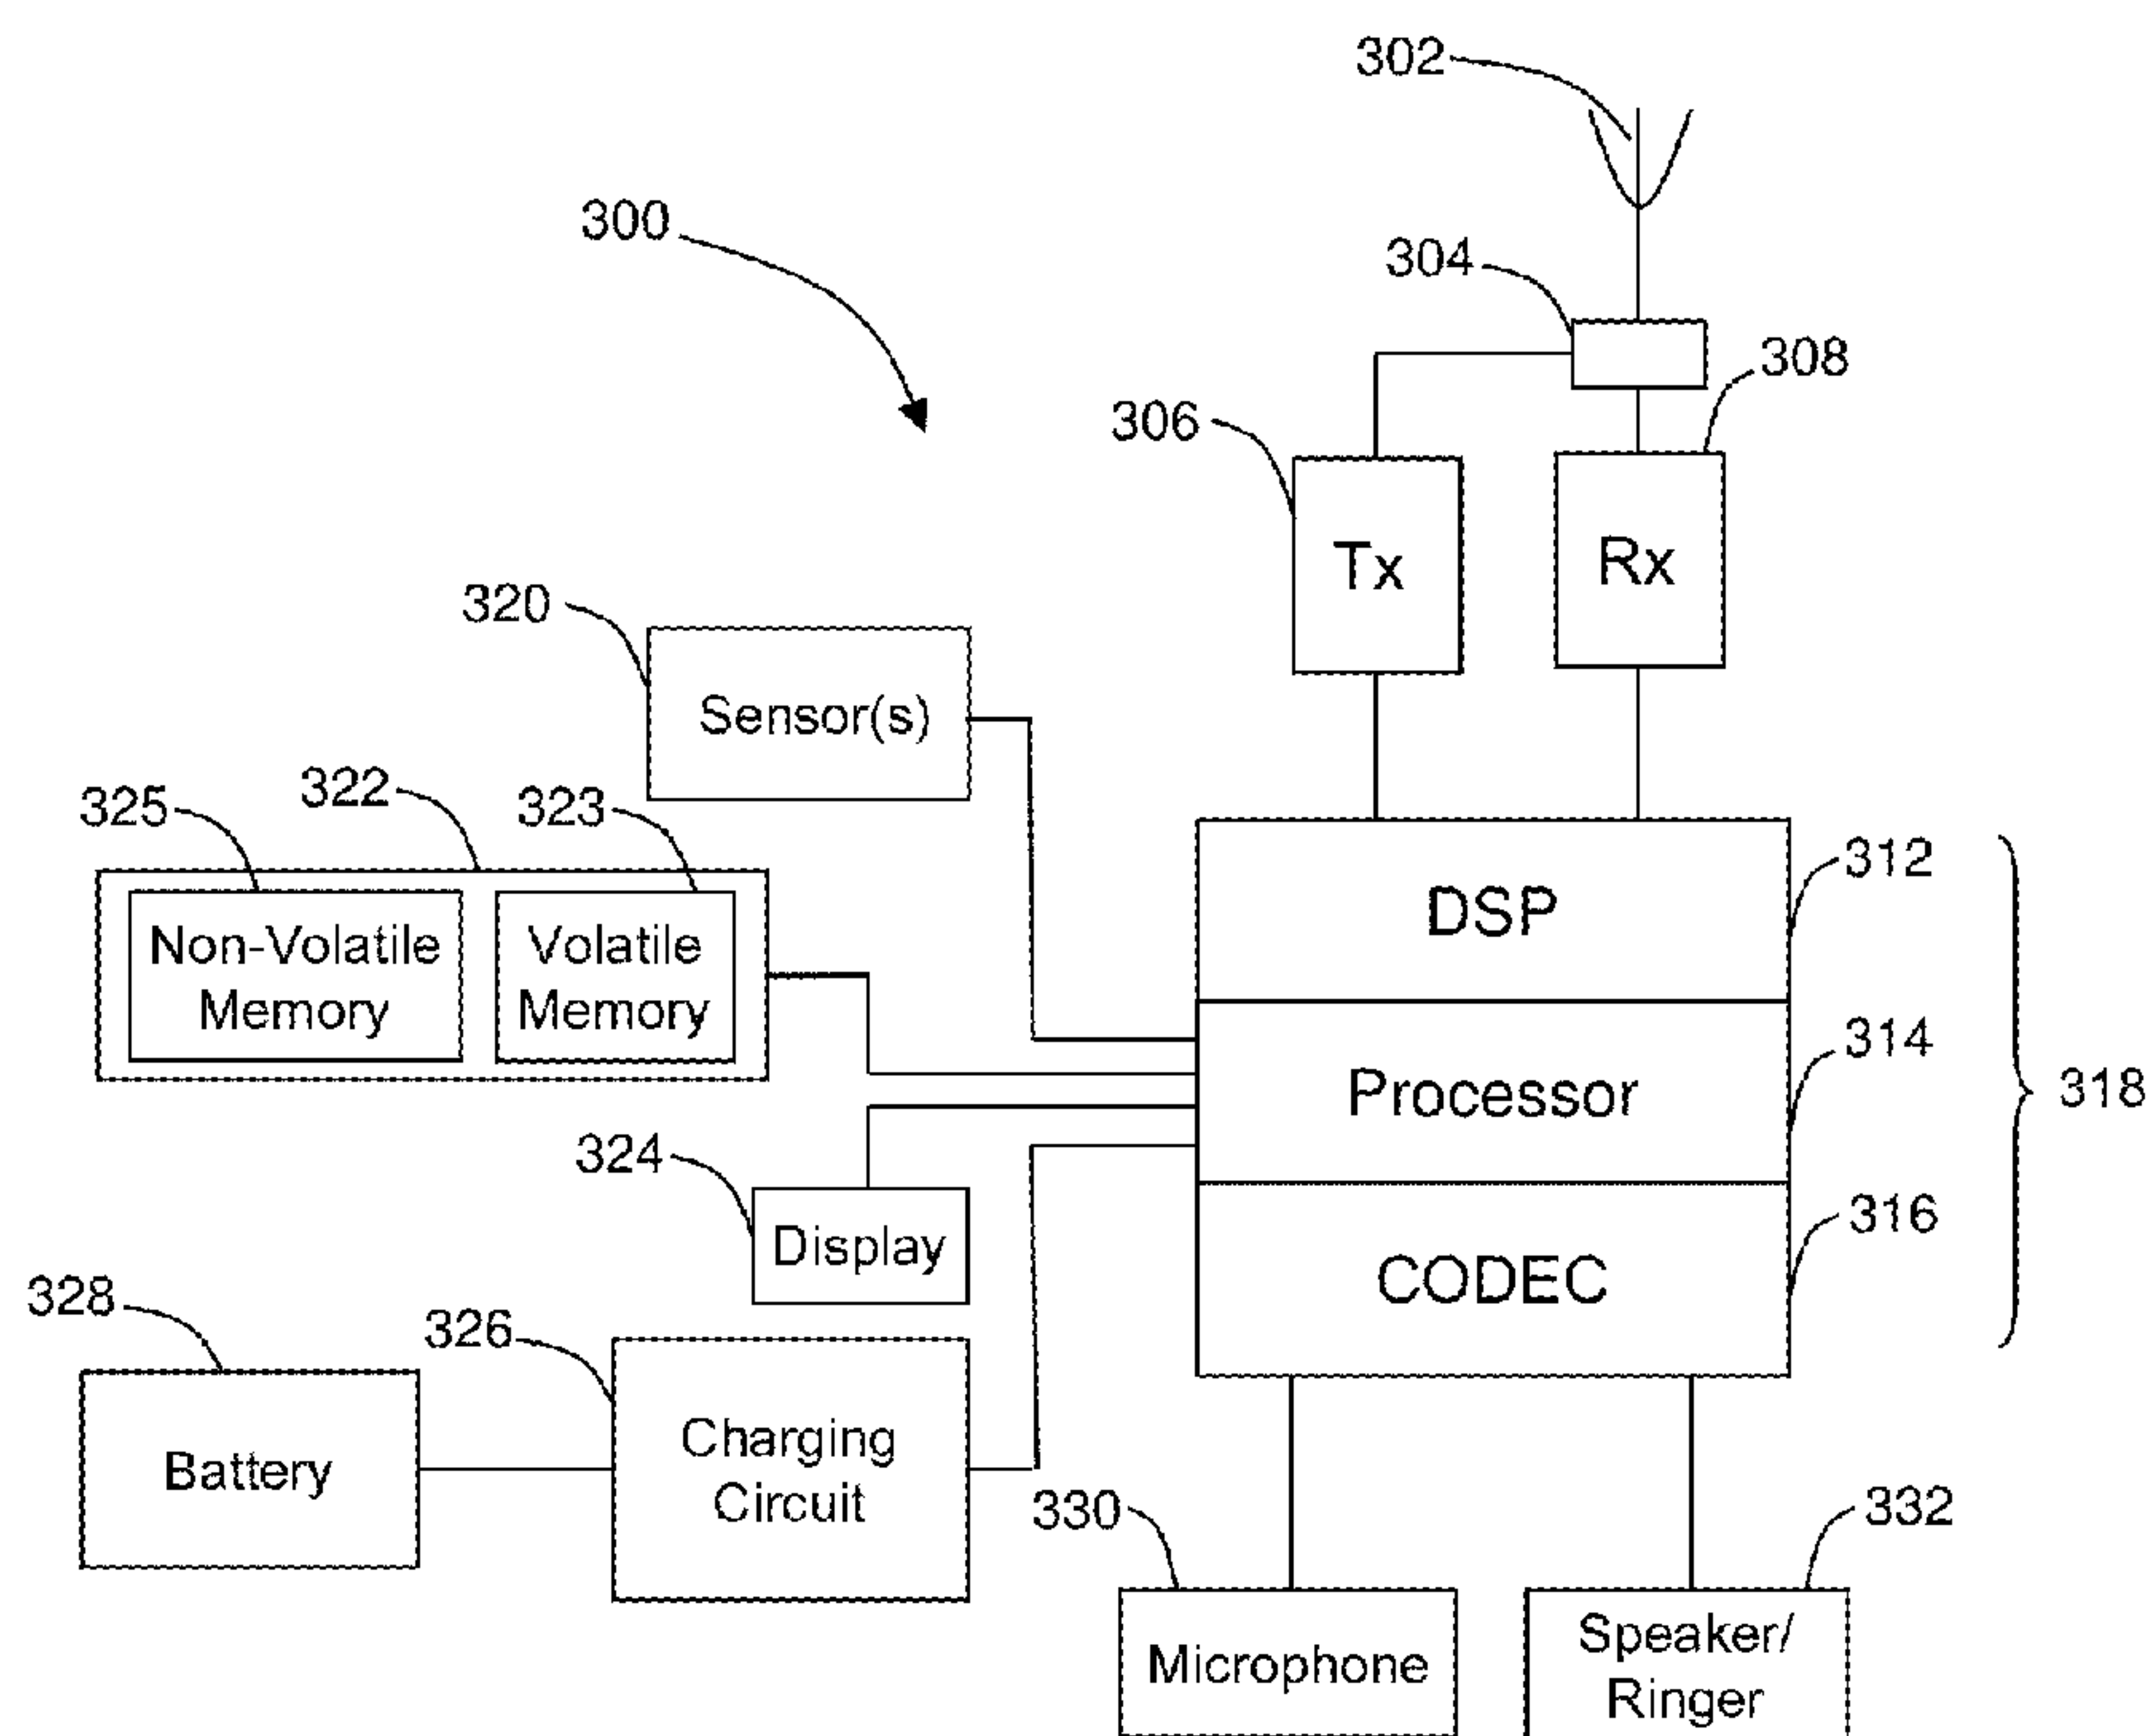 302
300
304
308
306
Tx
Rx
320
Sensor(s)
325
322
323
312
Non-Volatile
Memory
Volatile
Memory
DSP
314
Processor
318
324
Display
316
CODEC
328
326
Battery
Charging
Circuit
330
332
Microphone
Speaker/
Ringer